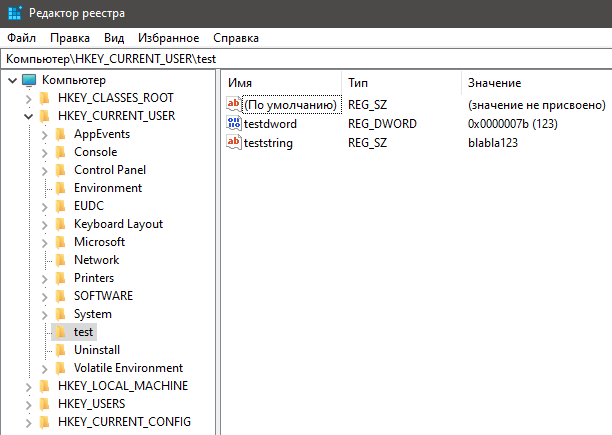 Редактор реестра
Файл Правка Вид Избранное Справка
Компьютер\HKEY_CURRENT_USER\test
Компьютер
HKEY_CLASSES_ROOT
HKEY_CURRENT_USER
AppEvents
Console
Control Panel
Environment
EUDC
Keyboard Layout
Microsoft
Network
Printers
SOFTWARE
System
test
Uninstall
Volatile Environment
HKEY_LOCAL_MACHINE
HKEY_USERS
HKEY_CURRENT_CONFIG
Имя Тип Значение
(По умолчанию) REG_SZ (значение не присвоено)
testdword REG_DWORD 0x0000007b (123)
teststring REG_SZ blabla123